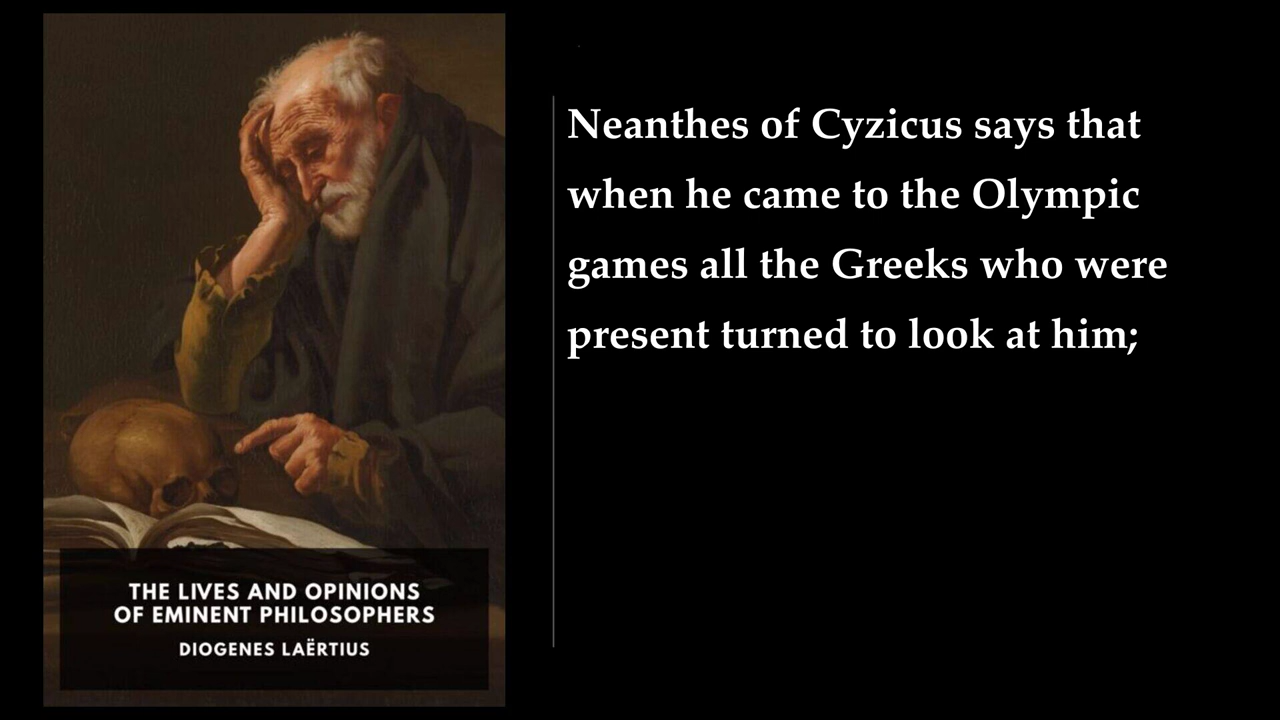 Neanthes of Cyzicus says that
when he came to the Olympic
games all the Greeks who were
present turned to look at him;
THE LIVES AND OPINIONS
OF EMINENT PHILOSOPHERS
DIOGENES LAËRTIUS